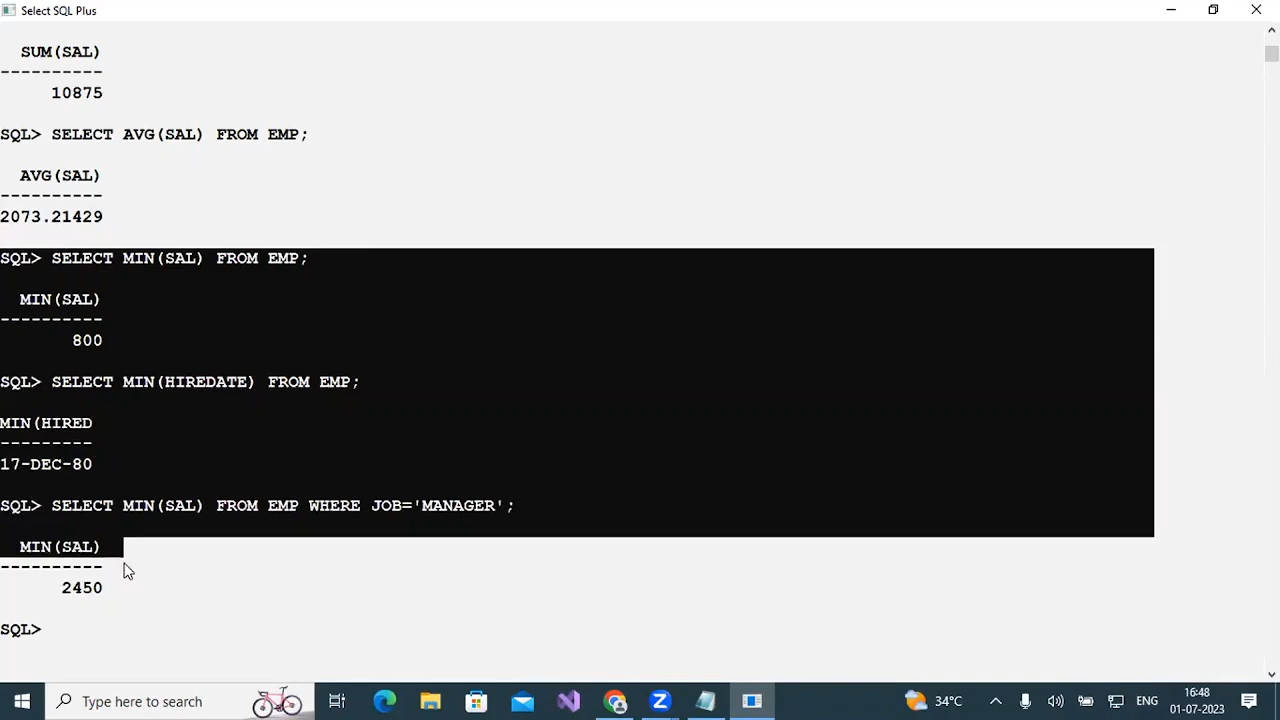 Select SQL Plus
SUM(SAL)
----------
10875
SQL> SELECT AVG(SAL) FROM EMP;
AVG(SAL)
----------
2073.21429
SQL> SELECT MIN(SAL) FROM EMP;
MIN(SAL)
----------
800
SQL> SELECT MIN(HIREDATE) FROM EMP;
MIN(HIRED
---------
17-DEC-80
SQL> SELECT MIN(SAL) FROM EMP WHERE JOB='MANAGER';
MIN(SAL)
----------
2450
SQL>
Type here to search
34°C
ENG
16:48
01-07-2023